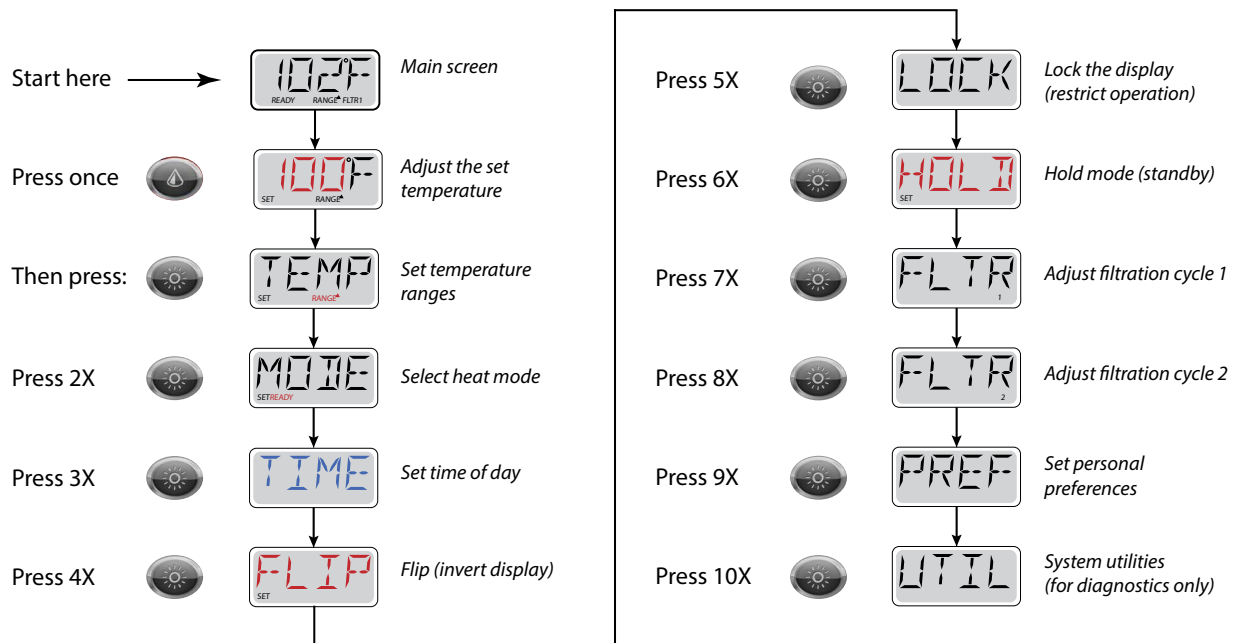 Start here
102°F
READY RANGE FLTR1
Main screen
Press once
100°F
SET RANGE
Adjust the set
temperature
Then press:
TEMP
SET RANGE
Set temperature
ranges
Press 2X
MODE
SETREADY
Select heat mode
Press 3X
TIME
Set time of day
Press 4X
FLIP
SET
Flip (invert display)
Press 5X
LOCK
Lock the display
(restrict operation)
Press 6X
HOLD
SET
Hold mode (standby)
Press 7X
FLTR
1
Adjust filtration cycle 1
Press 8X
FLTR
2
Adjust filtration cycle 2
Press 9X
PREF
Set personal
preferences
Press 10X
UTIL
System utilities
(for diagnostics only)